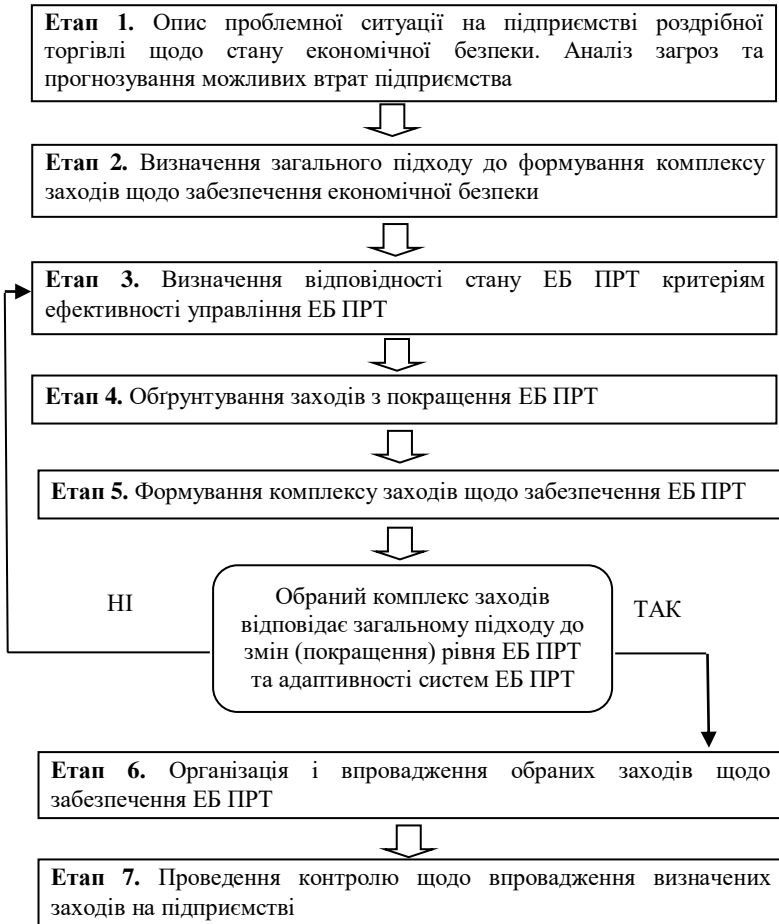 Етап 1. Опис проблемної ситуації на підприємстві роздрібної
торгівлі щодо стану економічної безпеки. Аналіз загроз та
прогнозування можливих втрат підприємства
Етап 2. Визначення загального підходу до формування комплексу
заходів щодо забезпечення економічної безпеки
Етап 3. Визначення відповідності стану ЕБ ПРТ критеріям
ефективності управління ЕБ ПРТ
Етап 4. Обґрунтування заходів з покращення ЕБ ПРТ
Етап 5. Формування комплексу заходів щодо забезпечення ЕБ ПРТ
НІ
Обраний комплекс заходів
відповідає загальному підходу до
змін (покращення) рівня ЕБ ПРТ
та адаптивності систем ЕБ ПРТ
ТАК
Етап 6. Організація і впровадження обраних заходів щодо
забезпечення ЕБ ПРТ
Етап 7. Проведення контролю щодо впровадження визначених
заходів на підприємстві